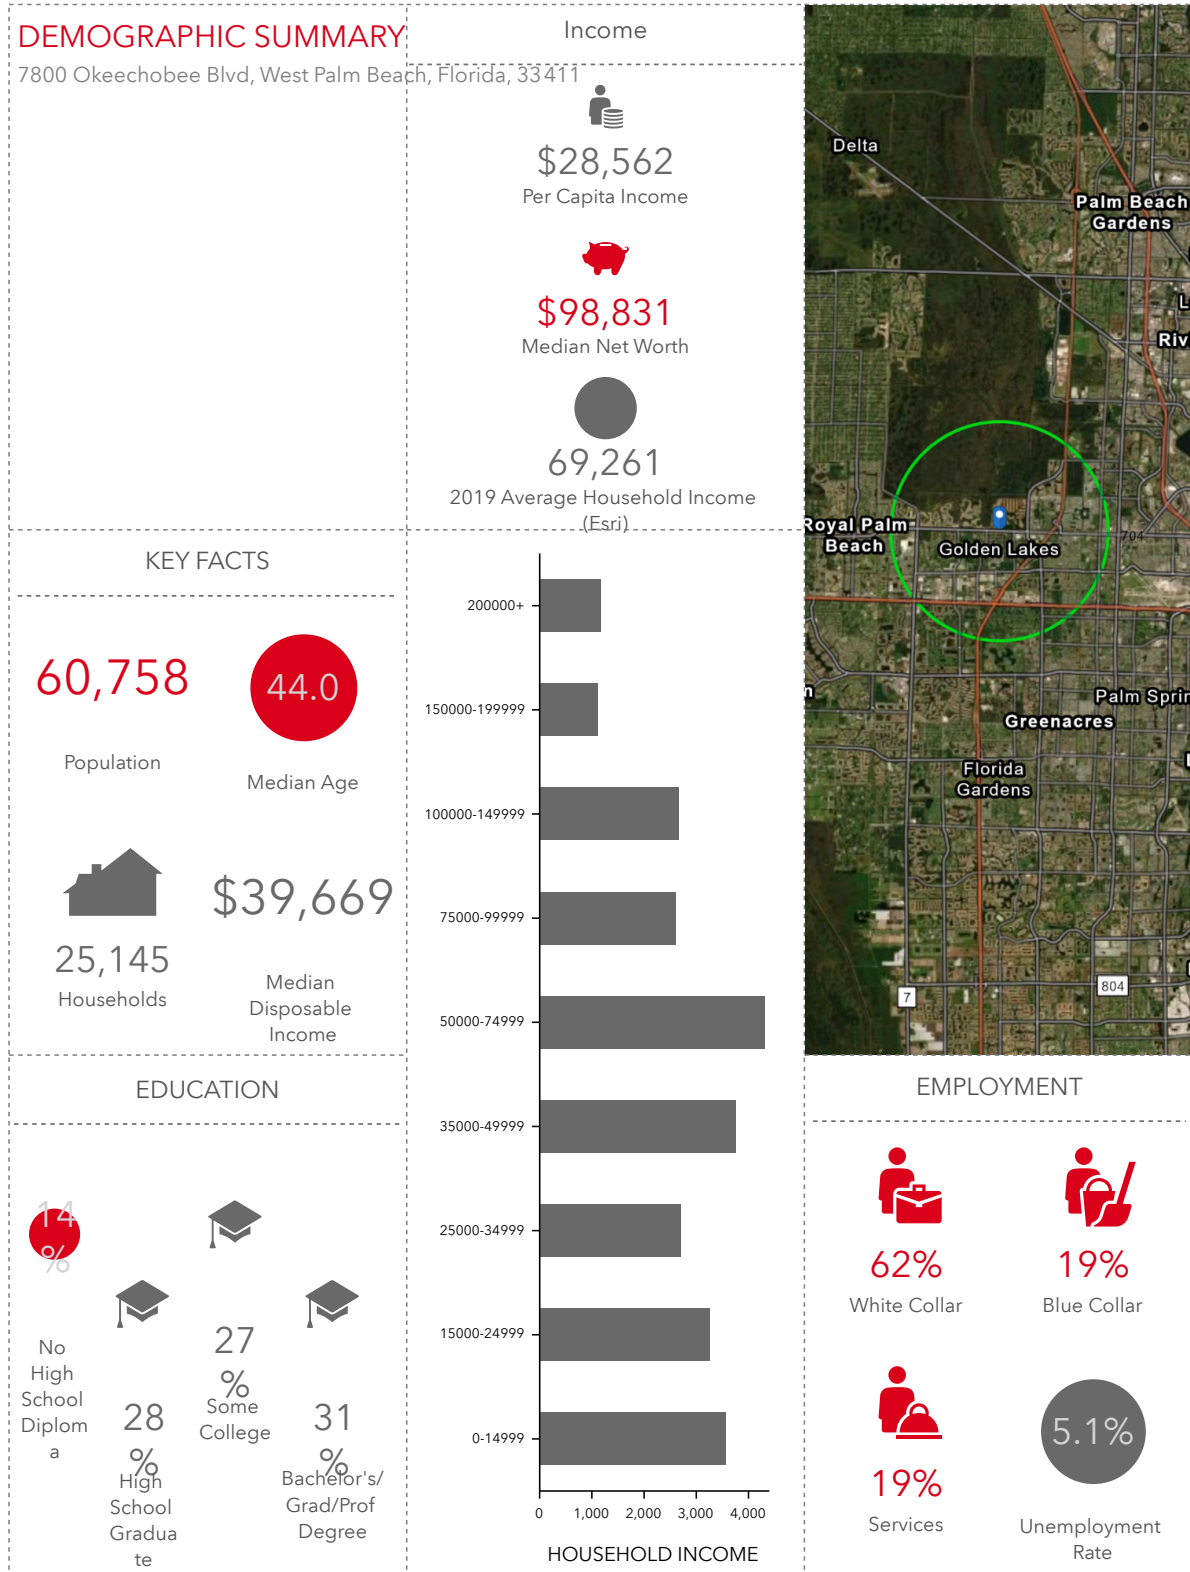 DEMOGRAPHIC SUMMARY
7800 Okeechobee Blvd, West Palm Beach, Florida, 33411
Income
$28,562
Per Capita Income
$98,831
Median Net Worth
69,261
2019 Average Household Income
(Esri)
KEY FACTS
60,758
Population
44.0
Median Age
25,145
Households
$39,669
Median
Disposable
Income
EDUCATION
14
%
No
High
School
Diplom
a
28
%
High
School
Gradua
te
27
%
Some
College
31
%
Bachelor's/
Grad/Prof
Degree
200000+
150000-199999
100000-149999
75000-99999
50000-74999
35000-49999
25000-34999
15000-24999
0-14999
0 1,000 2,000 3,000 4,000
HOUSEHOLD INCOME
Delta
Palm Beach
Gardens
Riv
Royal Palm
Beach
Golden Lakes
704
Palm Sprin
Greenacres
Florida
Gardens
7
804
EMPLOYMENT
62%
White Collar
19%
Blue Collar
19%
Services
5.1%
Unemployment
Rate